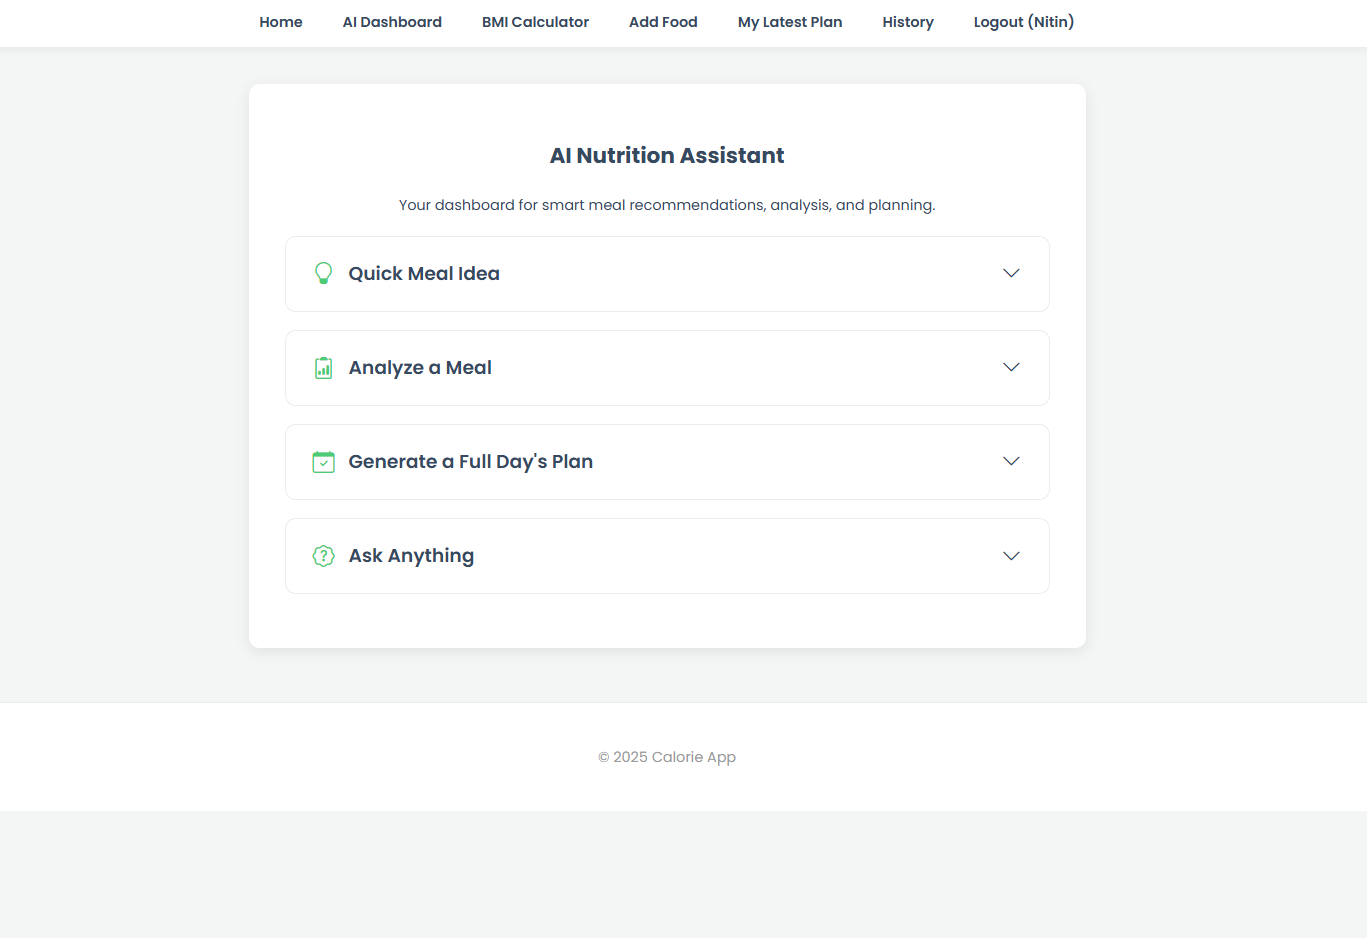 Home AI Dashboard BMI Calculator Add Food My Latest Plan History Logout (Nitin)
AI Nutrition Assistant
Your dashboard for smart meal recommendations, analysis, and planning.
Quick Meal Idea
Analyze a Meal
Generate a Full Day's Plan
? Ask Anything
© 2025 Calorie App